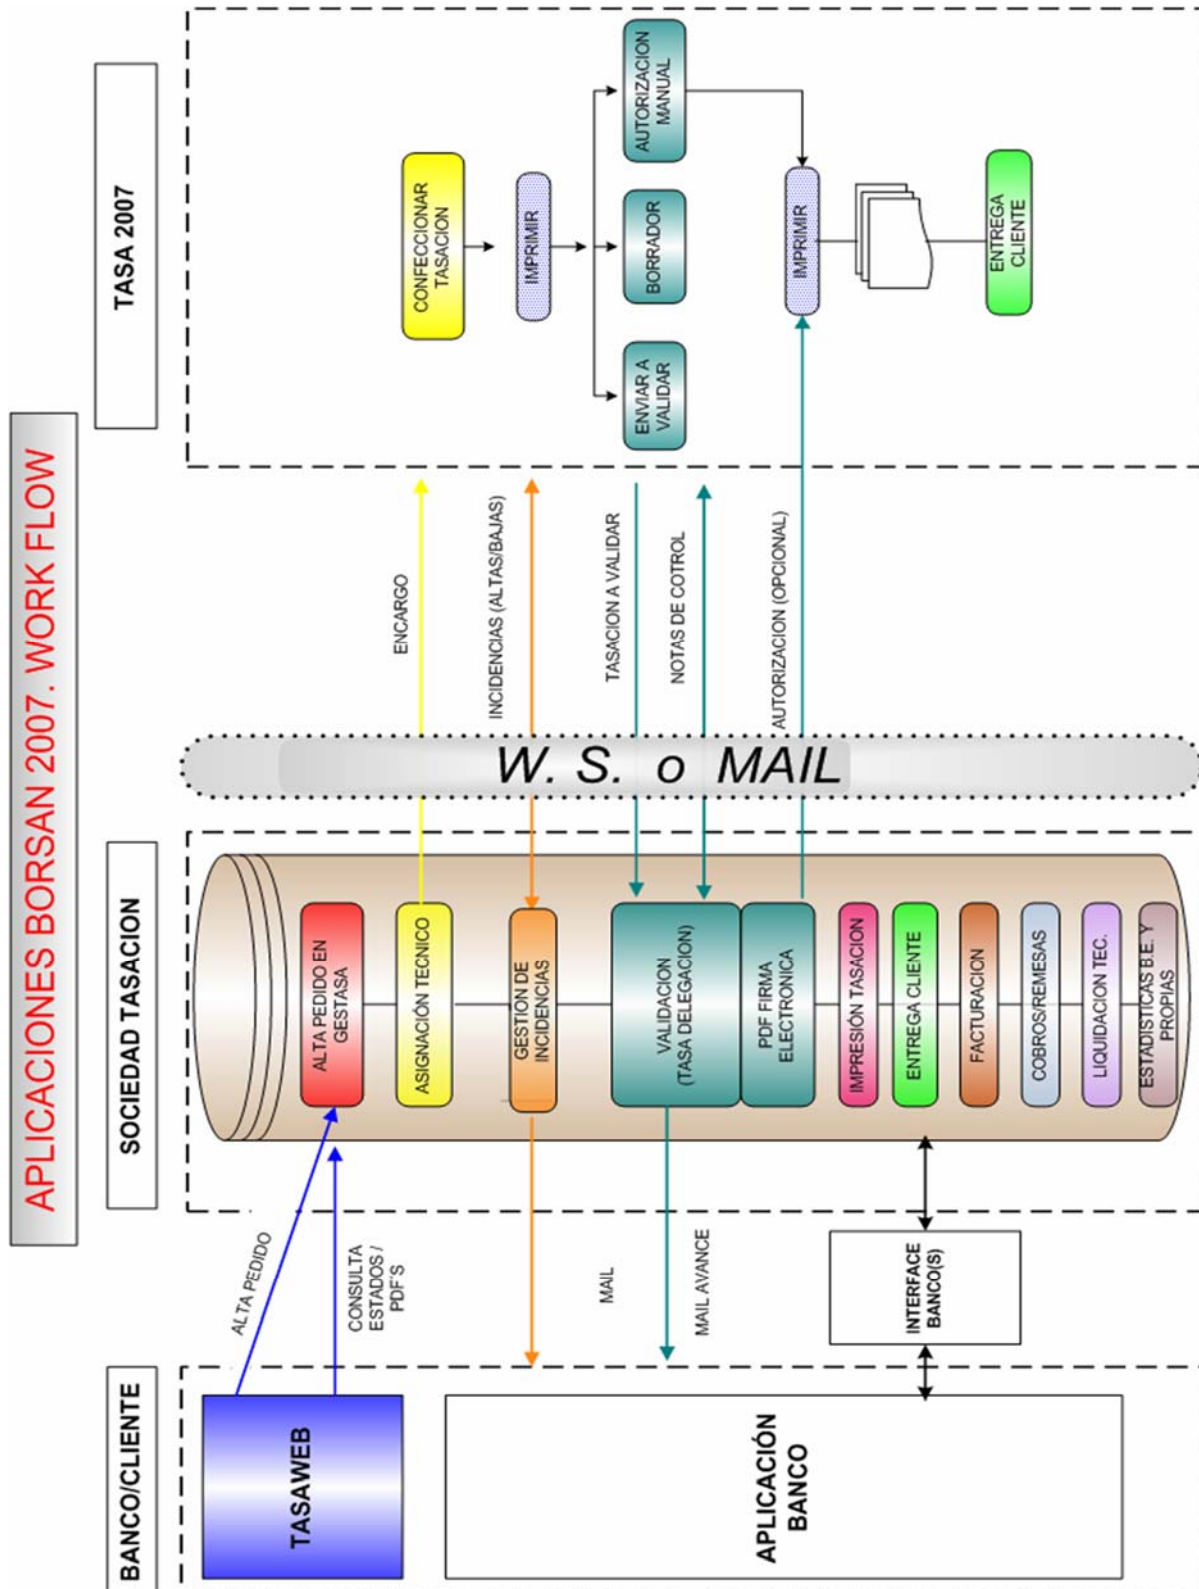 APLICACIONES BORSAN 2007. WORK FLOW
BANCO/CLIENTE
SOCIEDAD TASACION
TASA 2007
TASAWEB
APLICACIÓN
BANCO
ALTA PEDIDO
CONSULTA
ESTADOS /
PDF'S
MAIL
MAIL AVANCE
INTERFACE
BANCO(S)
ALTA PEDIDO EN
GESTASA
ASIGNACIÓN TECNICO
GESTION DE
INCIDENCIAS
VALIDACION
(TASA DELEGACION)
PDF FIRMA
ELECTRONICA
IMPRESIÓN TASACION
ENTREGA CLIENTE
FACTURACION
COBROS/REMESAS
LIQUIDACION TEC.
ESTADISTICAS B.E. Y
PROPIAS
W. S. o MAIL
ENCARGO
INCIDENCIAS (ALTAS/BAJAS)
TASACION A VALIDAR
NOTAS DE COTROL
AUTORIZACION (OPCIONAL)
CONFECCIONAR
TASACION
IMPRIMIR
ENVIAR A
VALIDAR
BORRADOR
AUTORIZACION
MANUAL
IMPRIMIR
ENTREGA
CLIENTE